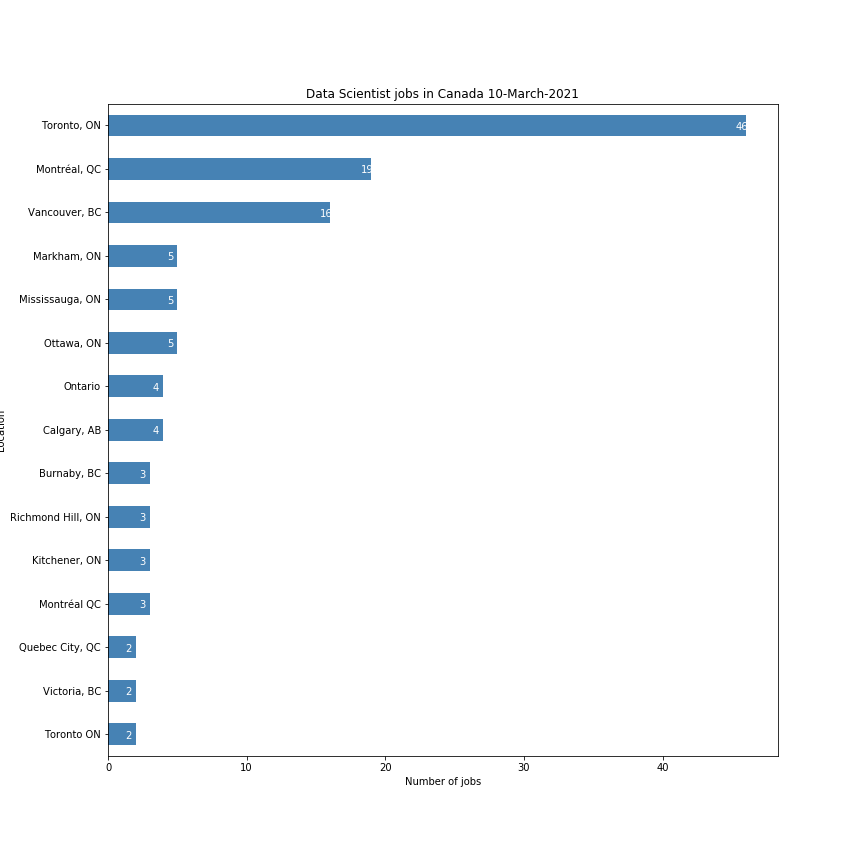 Data Scientist jobs in Canada 10-March-2021
Toronto, ON 46
Montréal, QC 19
Vancouver, BC 16
Markham, ON 5
Mississauga, ON 5
Ottawa, ON 5
Ontario 4
Calgary, AB 4
Location
Burnaby, BC 3
Richmond Hill, ON 3
Kitchener, ON 3
Montréal QC 3
Quebec City, QC 2
Victoria, BC 2
Toronto ON 2
0 10 20 30 40
Number of jobs